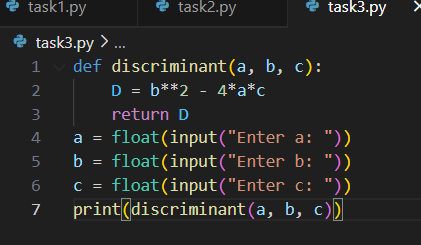 task1.py task2.py task3.py
task3.py > ...
1 def discriminant(a, b, c):
2     D = b**2 - 4*a*c
3     return D
4 a = float(input("Enter a: "))
5 b = float(input("Enter b: "))
6 c = float(input("Enter c: "))
7 print(discriminant(a, b, c))